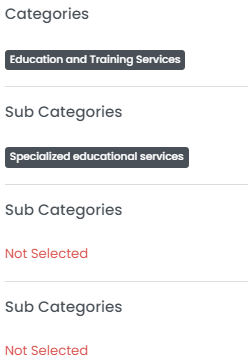 Categories
Education and Training Services
Sub Categories
Specialized educational services
Sub Categories
Not Selected
Sub Categories
Not Selected